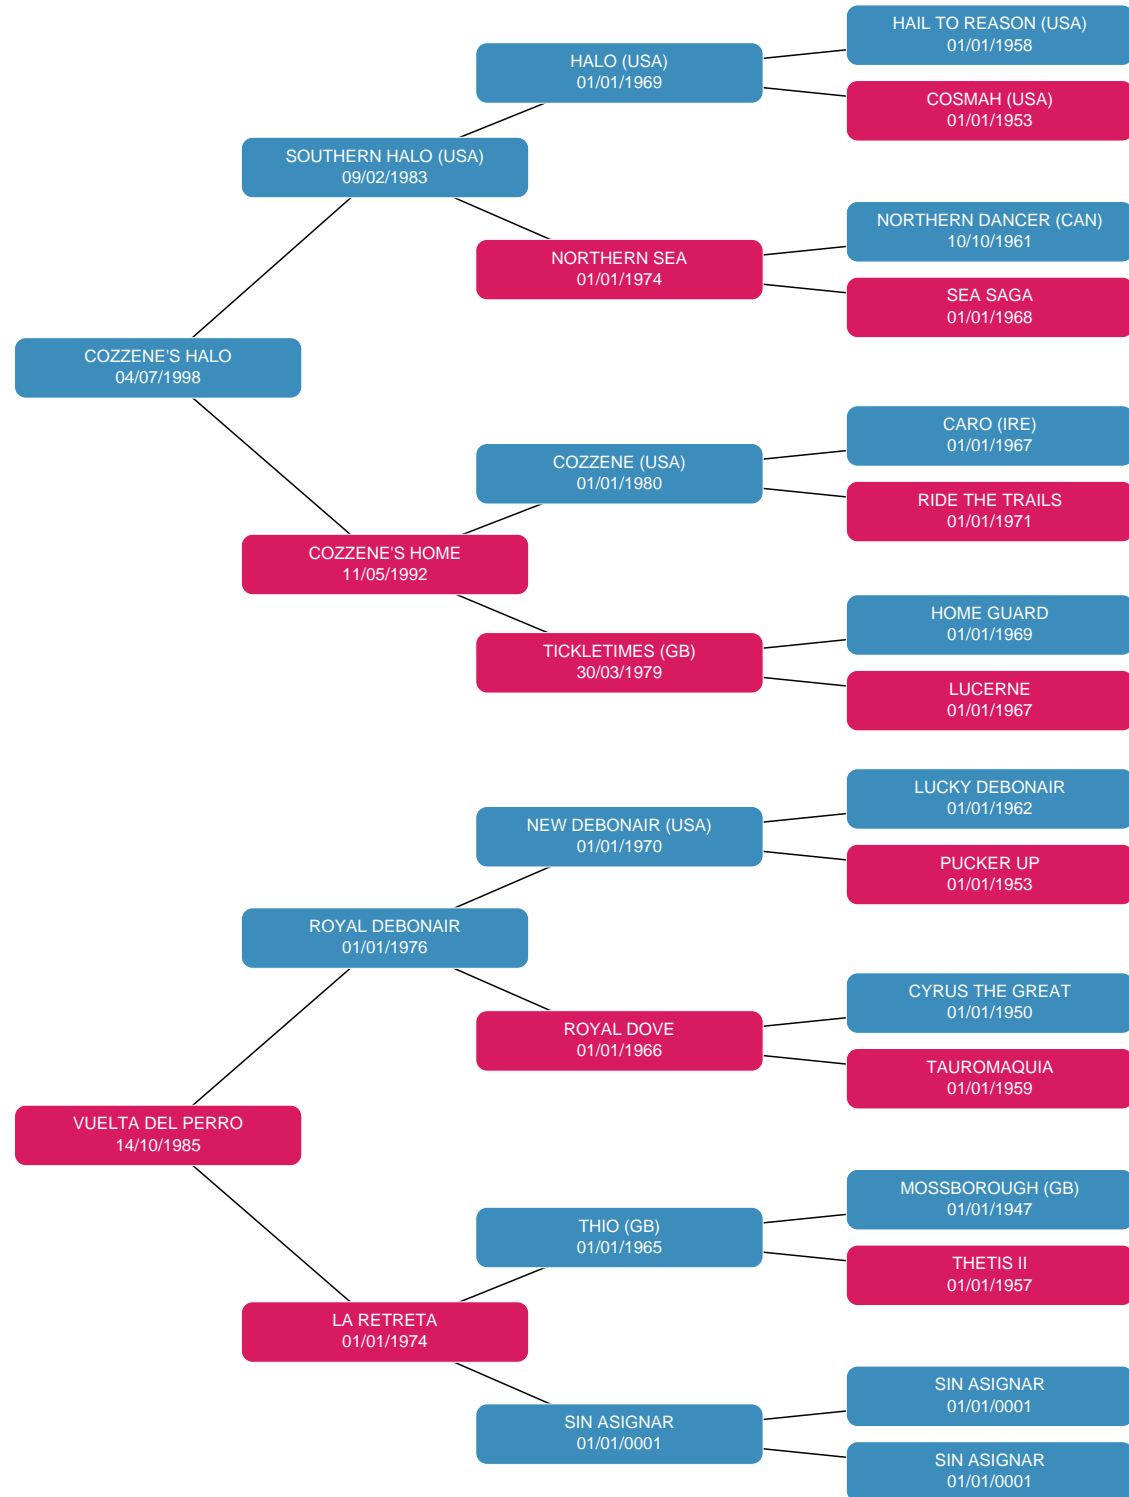 HAIL TO REASON (USA)
01/01/1958
HALO (USA)
01/01/1969
COSMAH (USA)
01/01/1953
SOUTHERN HALO (USA)
09/02/1983
NORTHERN DANCER (CAN)
10/10/1961
NORTHERN SEA
01/01/1974
SEA SAGA
01/01/1968
COZZENE'S HALO
04/07/1998
CARO (IRE)
01/01/1967
COZZENE (USA)
01/01/1980
RIDE THE TRAILS
01/01/1971
COZZENE'S HOME
11/05/1992
HOME GUARD
01/01/1969
TICKLETIMES (GB)
30/03/1979
LUCERNE
01/01/1967
LUCKY DEBONAIR
01/01/1962
NEW DEBONAIR (USA)
01/01/1970
PUCKER UP
01/01/1953
ROYAL DEBONAIR
01/01/1976
CYRUS THE GREAT
01/01/1950
ROYAL DOVE
01/01/1966
TAUROMAQUIA
01/01/1959
VUELTA DEL PERRO
14/10/1985
MOSSBOROUGH (GB)
01/01/1947
THIO (GB)
01/01/1965
THETIS II
01/01/1957
LA RETRETA
01/01/1974
SIN ASIGNAR
01/01/0001
SIN ASIGNAR
01/01/0001
SIN ASIGNAR
01/01/0001